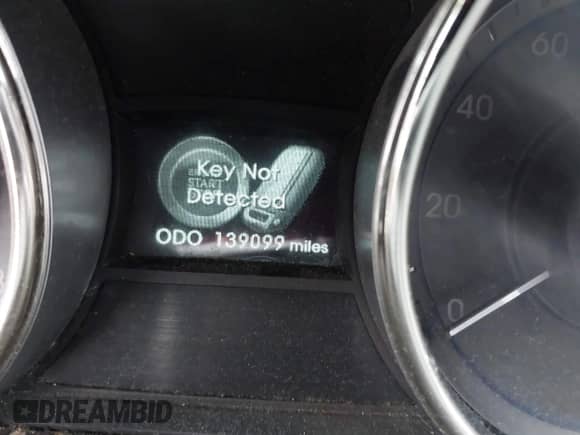 Key Not
START
Detected
ODO 139099 miles
60
40
20
0
DREAMBID